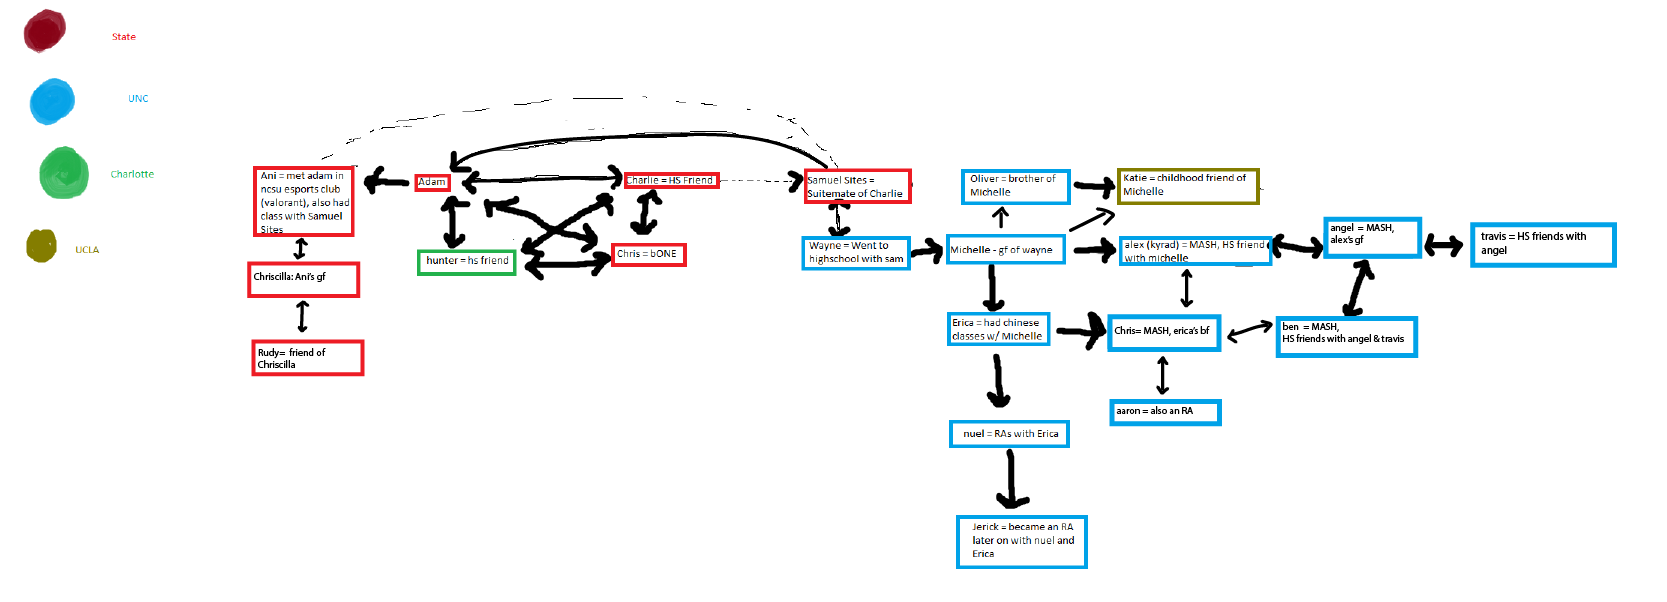 State
UNC
Charlotte
UCLA
Ani = met adam in
ncsu esports club
(valorant), also had
class with Samuel
Sites
Adam
Charlie = HS Friend
Samuel Sites =
Suitemate of Charlie
Oliver = brother of
Michelle
Katie = childhood friend of
Michelle
Chriscilla: Ani's gf
hunter = hs friend
Chris = bONE
Wayne = Went to
highschool with sam
Michelle - gf of wayne
alex (kyrad) = MASH, HS friend
with michelle
angel = MASH,
alex's gf
travis = HS friends with
angel
Rudy= friend of
Chriscilla
Erica = had chinese
classes w/ Michelle
Chris= MASH, erica's bf
ben = MASH,
HS friends with angel & travis
aaron = also an RA
nuel = RAs with Erica
Jerick = became an RA
later on with nuel and
Erica